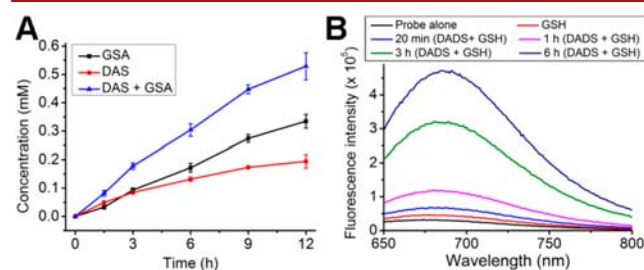 A
GSA
DAS
DAS + GSA
0.6
0.5
0.4
0.3
0.2
0.1
0.0
Concentration (mM)
0 3 6 9 12
Time (h)
B
Probe alone GSH
20 min (DADS+ GSH) 1 h (DADS + GSH)
3 h (DADS + GSH) 6 h (DADS + GSH)
Fluorescence intensity (x 10⁵)
4
3
2
1
0
650 700 750 800
Wavelength (nm)